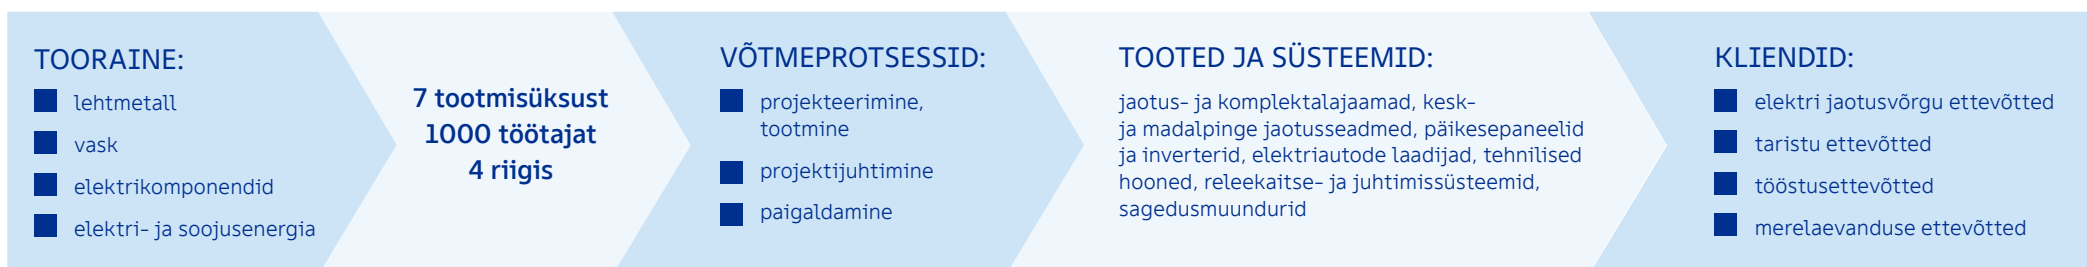 TOORAINE:
lehtmetall
vask
elektrikomponendid
elektri- ja soojusenergia
7 tootmisüksust
1000 töötajat
4 riigis
VÕTMEPROTSESSID:
projekteerimine,
tootmine
projektijuhtimine
paigaldamine
TOOTED JA SÜSTEEMID:
jaotus- ja komplektalajaamad, kesk-
ja madalpinge jaotusseadmed, päikesepaneelid
ja inverterid, elektriautode laadijad, tehnilised
hooned, releekaitse- ja juhtimissüsteemid,
sagedusmuundurid
KLIENDID:
elektri jaotusvõrgu ettevõtted
taristu ettevõtted
tööstusettevõtted
merelaevanduse ettevõtted